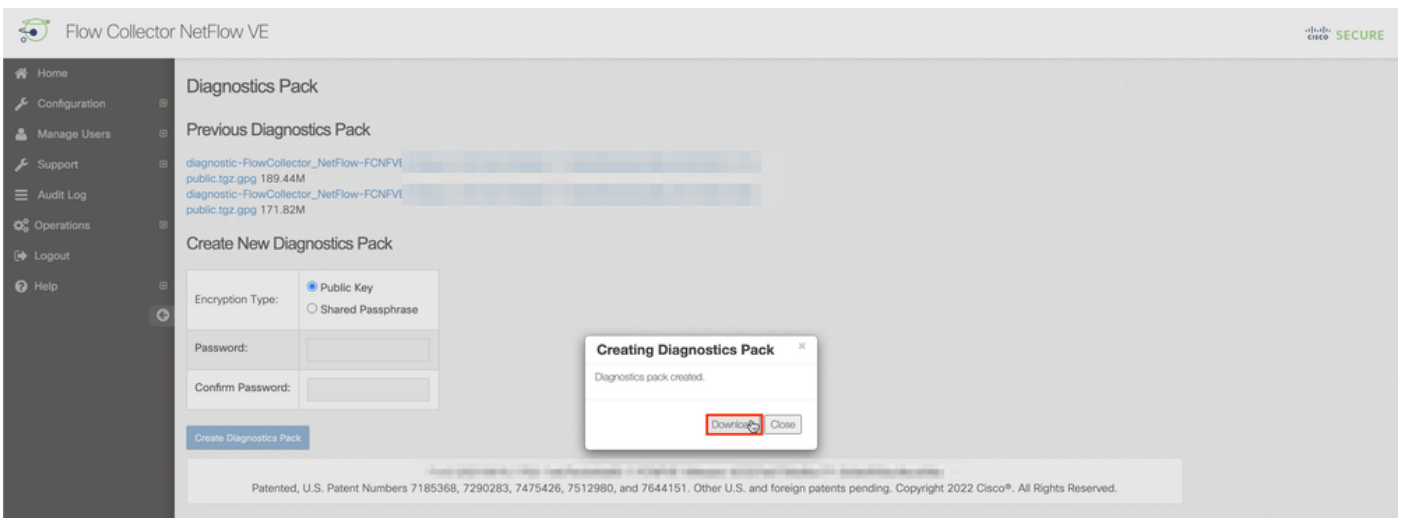 Flow Collector NetFlow VE
CISCO SECURE
Home
Configuration
Manage Users
Support
Audit Log
Operations
Logout
Help
Diagnostics Pack
Previous Diagnostics Pack
diagnostic-FlowCollector_NetFlow-FCNFVE
public.tgz.gpg 189.44M
diagnostic-FlowCollector_NetFlow-FCNFVE
public.tgz.gpg 171.82M
Create New Diagnostics Pack
Encryption Type:
Public Key
Shared Passphrase
Password:
Confirm Password:
Create Diagnostics Pack
Creating Diagnostics Pack ×
Diagnostics pack created.
Download Close
Patented, U.S. Patent Numbers 7185368, 7290283, 7475426, 7512980, and 7644151. Other U.S. and foreign patents pending. Copyright 2022 Cisco®. All Rights Reserved.